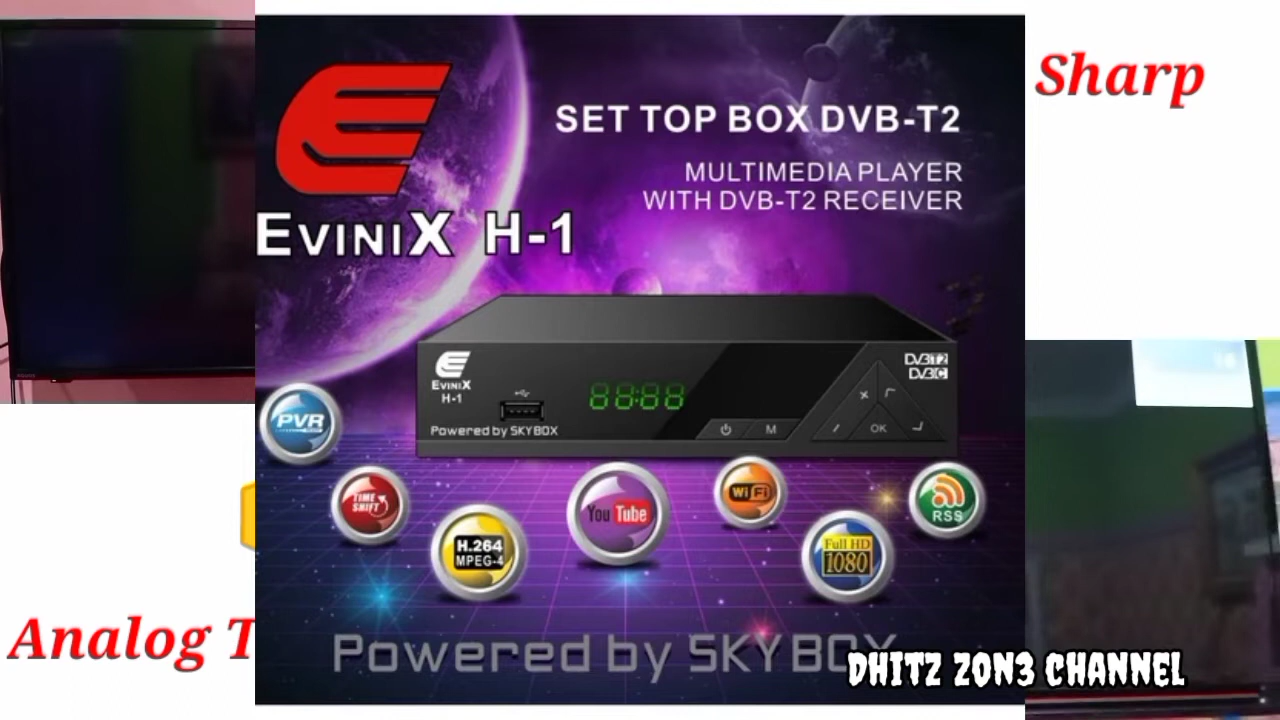 Sharp
SET TOP BOX DVB-T2
MULTIMEDIA PLAYER
WITH DVB-T2 RECEIVER
EVINIX H-1
EVINIX
H-1
DVB T2
DVB C
88:88
Powered by SKYBOX
M
OK
PVR
TIME
SHIFT
H.264
MPEG-4
You Tube
WiFi
Full HD
1080
RSS
Analog T
Powered by SKYBOX
DHITZ ZON3 CHANNEL